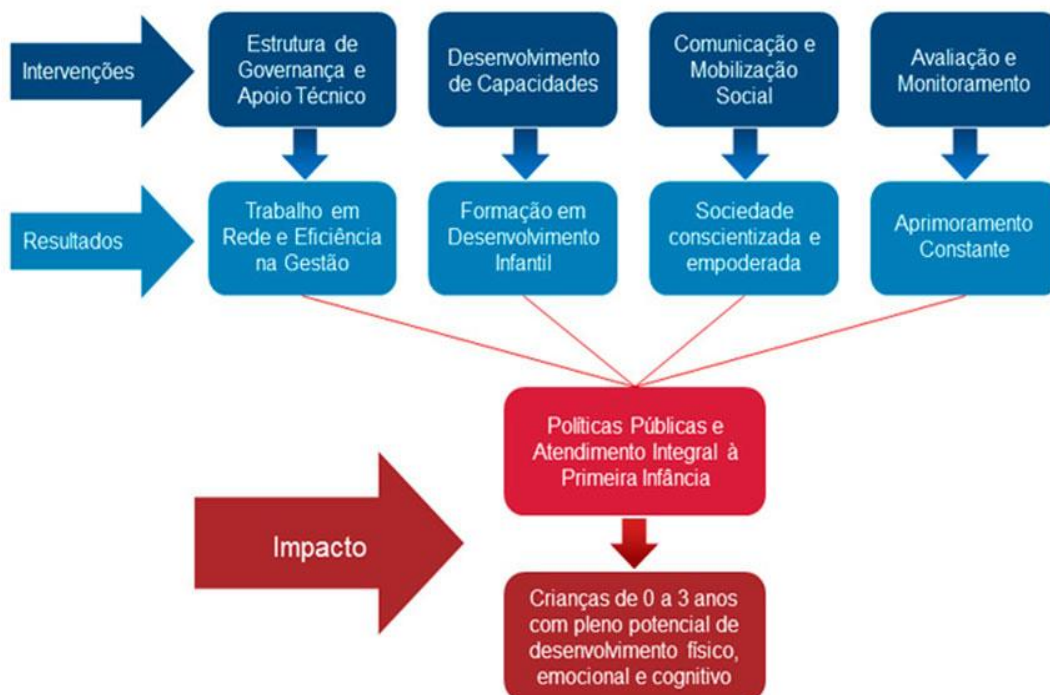 Intervenções
Estrutura de
Governança e
Apoio Técnico
Desenvolvimento
de Capacidades
Comunicação e
Mobilização
Social
Avaliação e
Monitoramento
Resultados
Trabalho em
Rede e Eficiência
na Gestão
Formação em
Desenvolvimento
Infantil
Sociedade
conscientizada e
empoderada
Aprimoramento
Constante
Políticas Públicas e
Atendimento Integral à
Primeira Infância
Impacto
Crianças de 0 a 3 anos
com pleno potencial de
desenvolvimento físico,
emocional e cognitivo